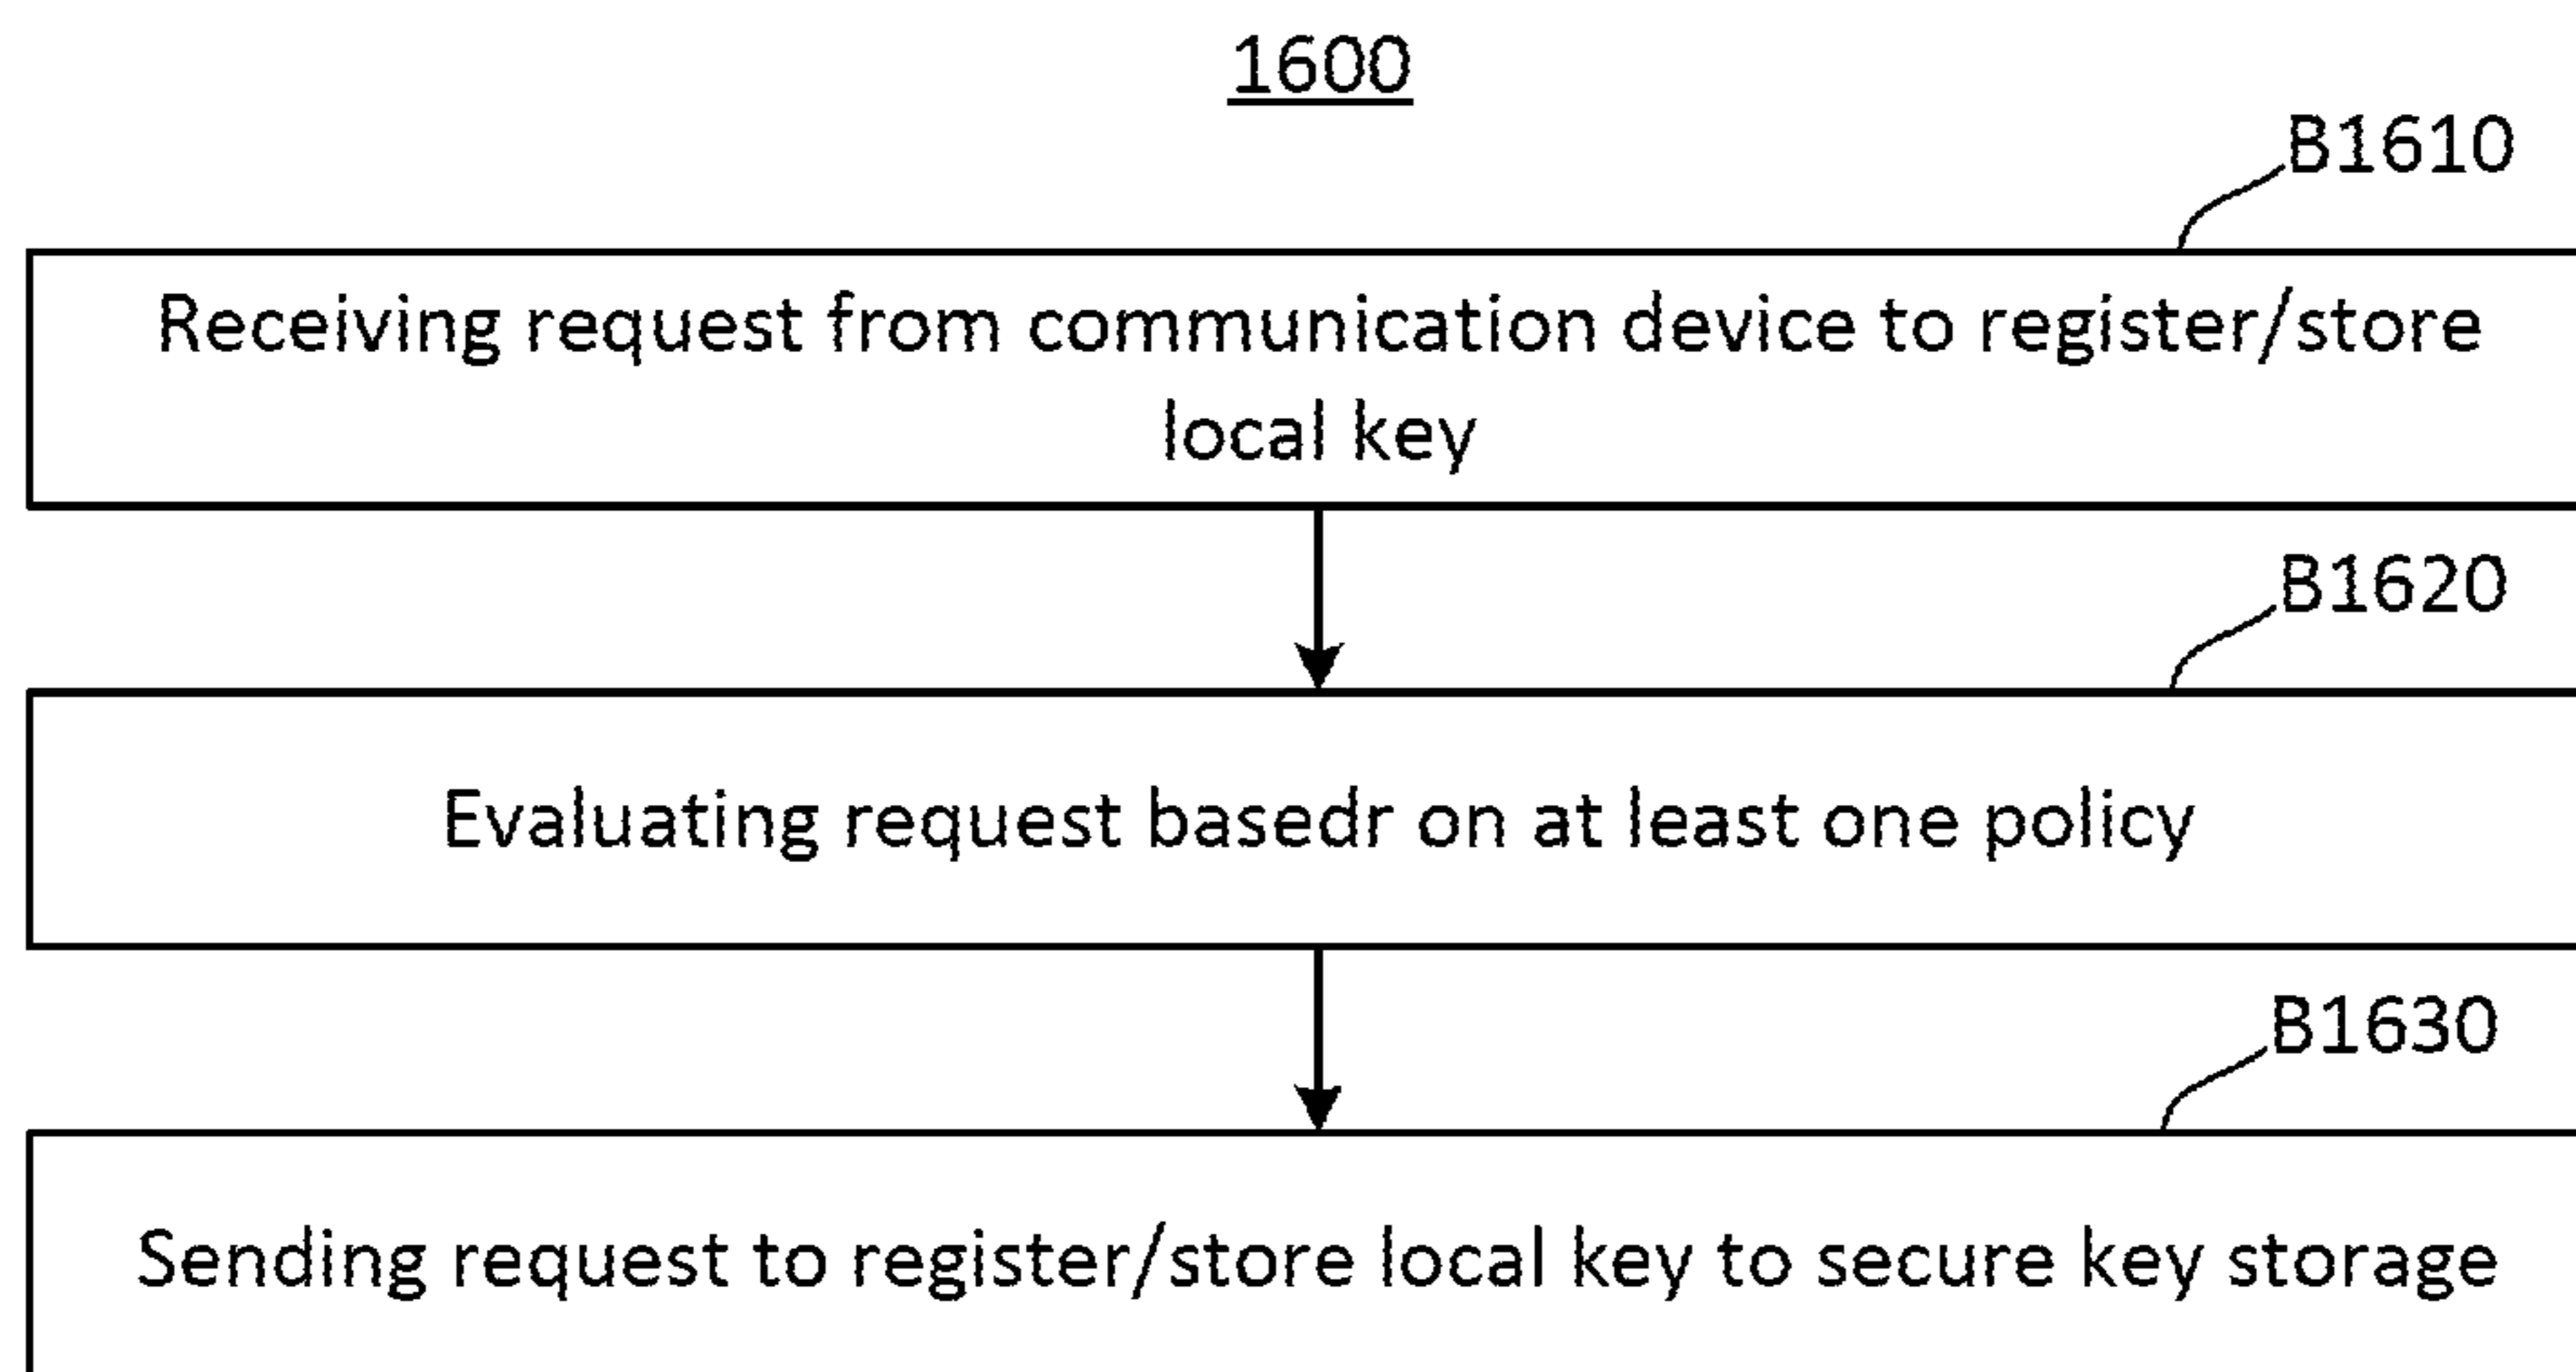 1600
B1610
Receiving request from communication device to register/store
local key
B1620
Evaluating request basedr on at least one policy
B1630
Sending request to register/store local key to secure key storage